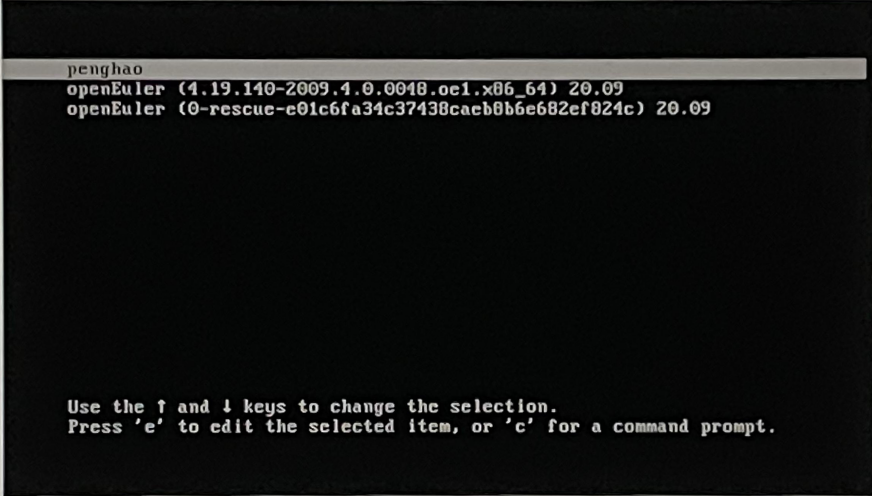 penghao
openEuler (4.19.140-2009.4.0.0048.oe1.x86_64) 20.09
openEuler (0-rescue-e01c6fa34c37438caeb8b6e682ef824c) 20.09
Use the ↑ and ↓ keys to change the selection.
Press 'e' to edit the selected item, or 'c' for a command prompt.